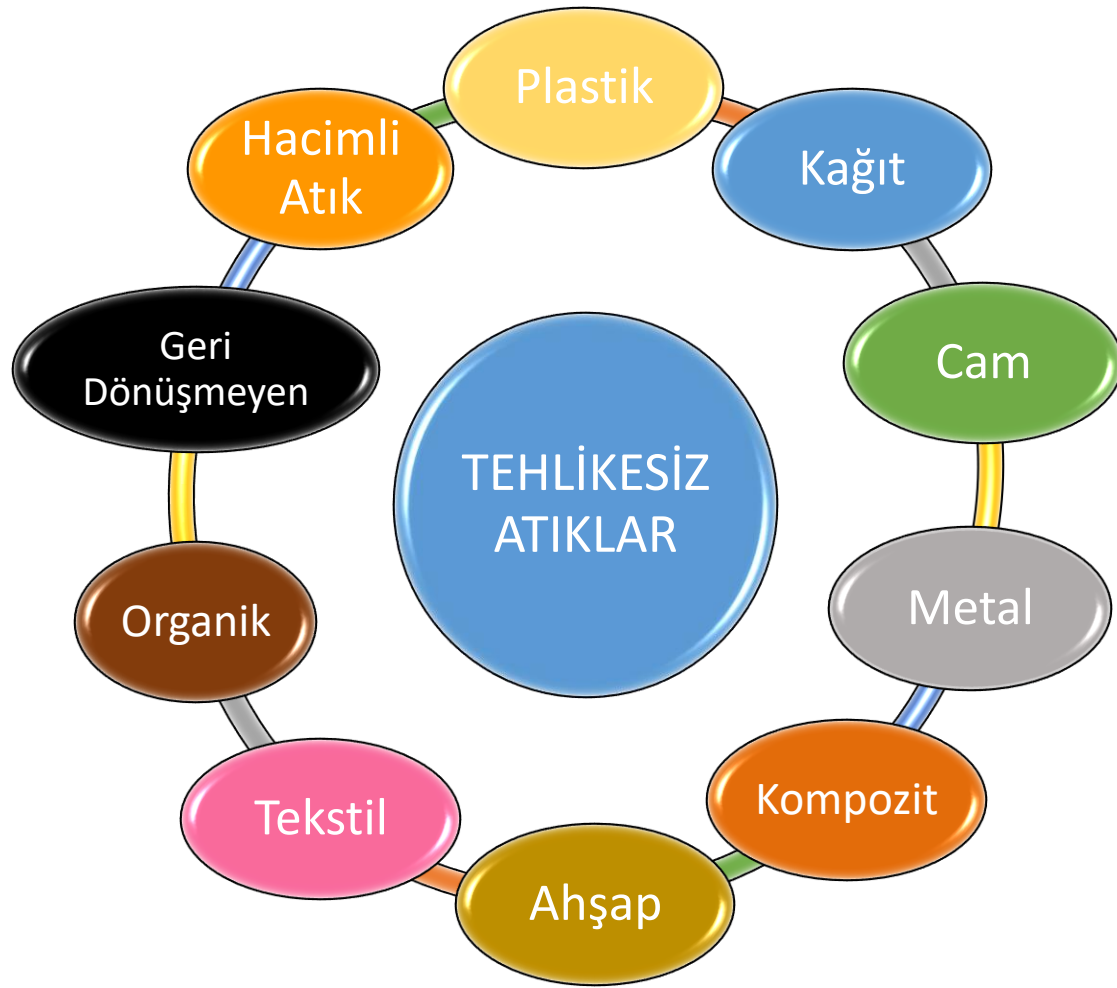 Plastik
Kağıt
Cam
Metal
Kompozit
Ahşap
Tekstil
Organik
Geri
Dönüşmeyen
Hacimli
Atık
TEHLİKESİZ
ATIKLAR